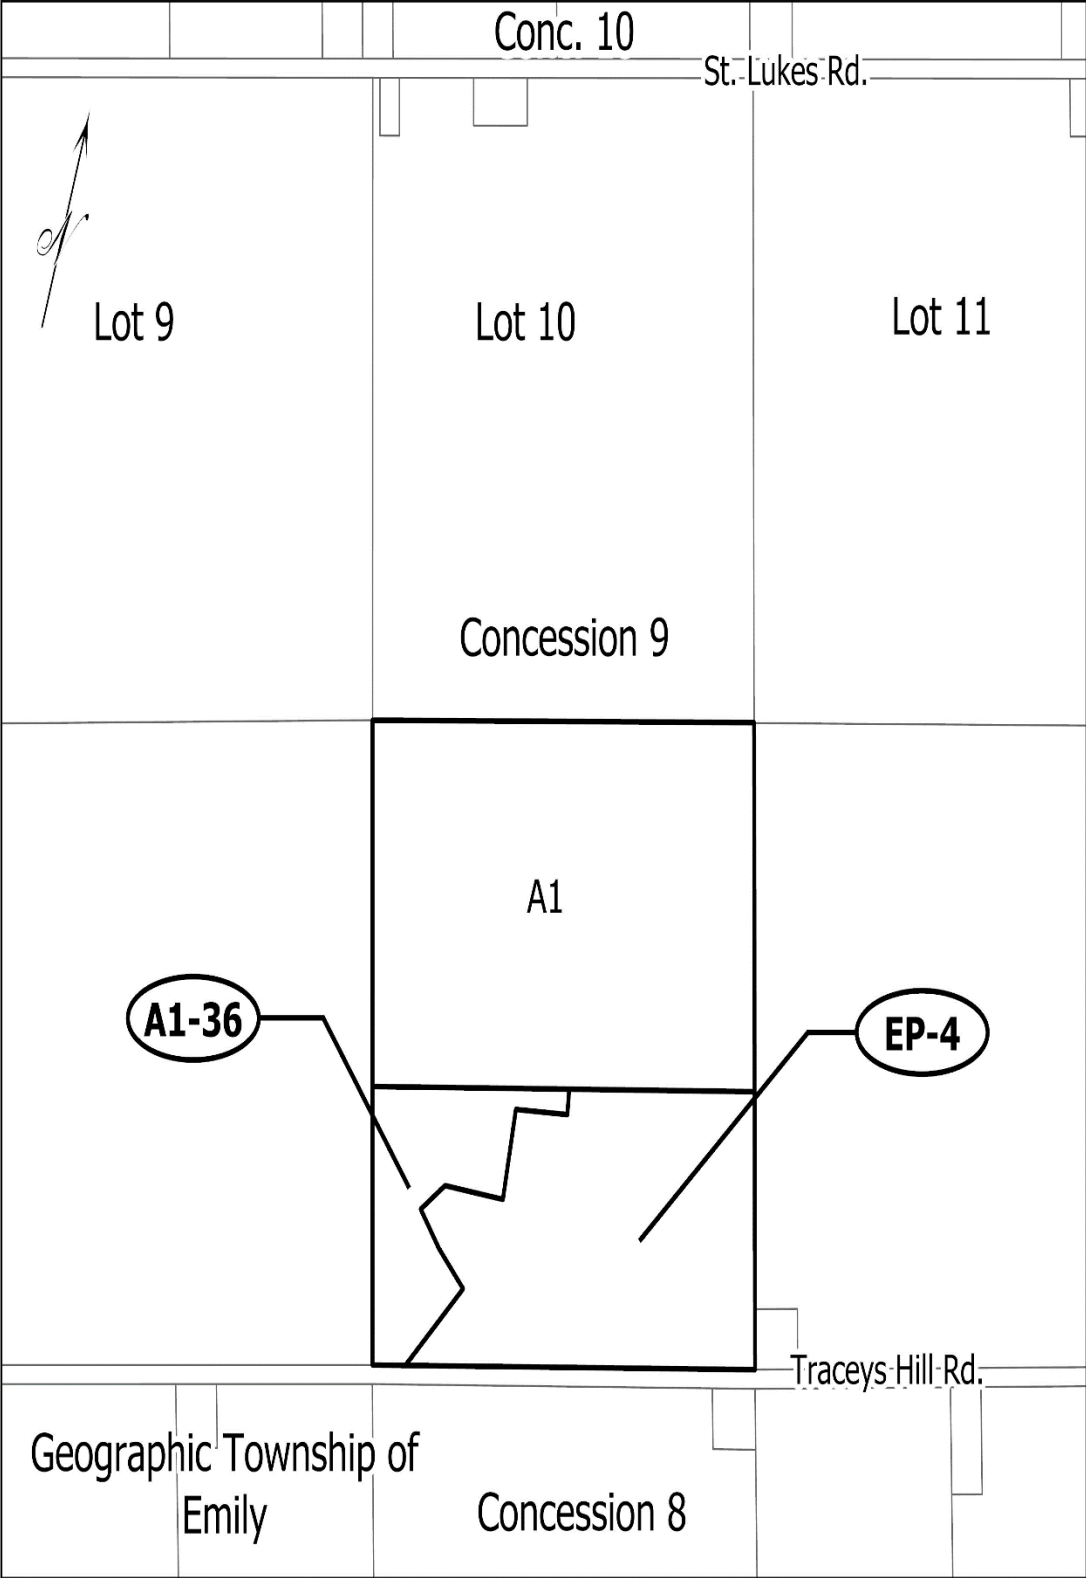 Conc. 10
St. Lukes Rd.
N
Lot 9
Lot 10
Lot 11
Concession 9
A1
A1-36
EP-4
Traceys Hill Rd.
Geographic Township of
Emily
Concession 8